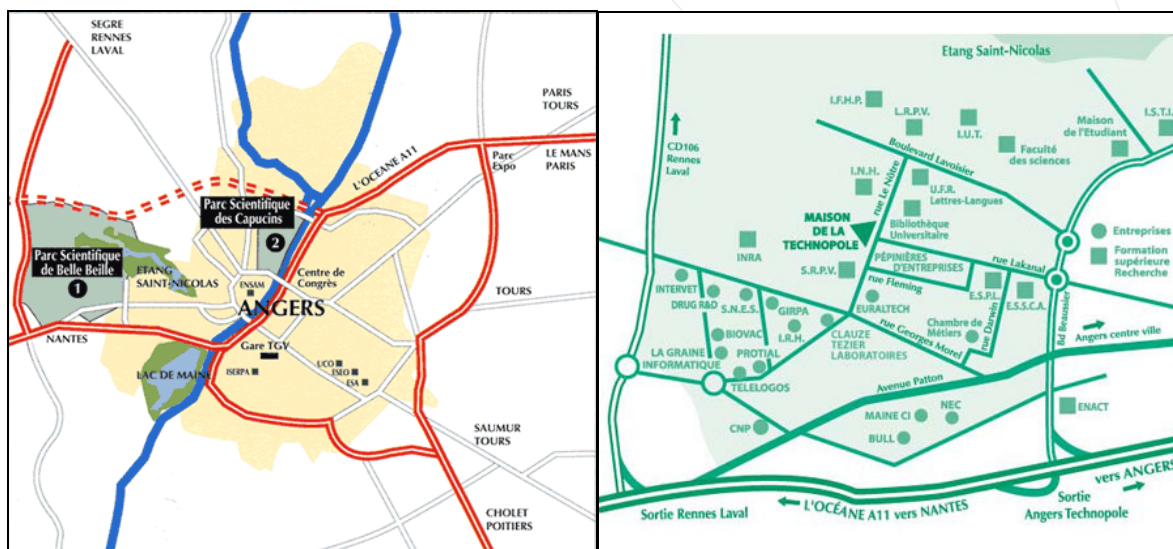 SEGRE
RENNES
LAVAL
PARIS
TOURS
L'OCEANE A11
Parc
Expo
LE MANS
PARIS
Parc Scientifique
des Capucins
2
Parc Scientifique
de Belle Beille
1
ETANG
SAINT-NICOLAS
ENSAM
Centre de
Congrès
ANGERS
TOURS
NANTES
Gare TGV
LAC DE MAINE
ISERPA
UCO
ESEO
ESA
SAUMUR
TOURS
CHOLET
POITIERS
Etang Saint-Nicolas
I.F.H.P.
L.R.P.V.
I.U.T.
Maison
de l'Etudiant
I.S.T.I.
Faculté
des sciences
CD106
Rennes
Laval
Boulevard Lavoisier
I.N.H.
rue Le Nôtre
U.F.R.
Lettres-Langues
MAISON
DE LA
TECHNOPOLE
Bibliothèque
Universitaire
Entreprises
Formation
supérieure
Recherche
INRA
S.R.P.V.
PÉPINIÈRES
D'ENTREPRISES
rue Lakanal
rue Fleming
INTERVET
DRUG R&D
S.N.E.S.
GIRPA
EURALTECH
E.S.P.L.
E.S.S.C.A.
rue Darwin
Bd Beaussier
BIOVAC
I.R.H.
CLAUZE
TEZIER
LABORATOIRES
rue Georges Morel
Chambre de
Métiers
Angers centre ville
LA GRAINE
INFORMATIQUE
PROTIAL
TELELOGOS
Avenue Patton
CNP
MAINE CI
NEC
BULL
ENACT
vers ANGERS
Sortie Rennes Laval
L'OCÉANE A11 vers NANTES
Sortie
Angers Technopole